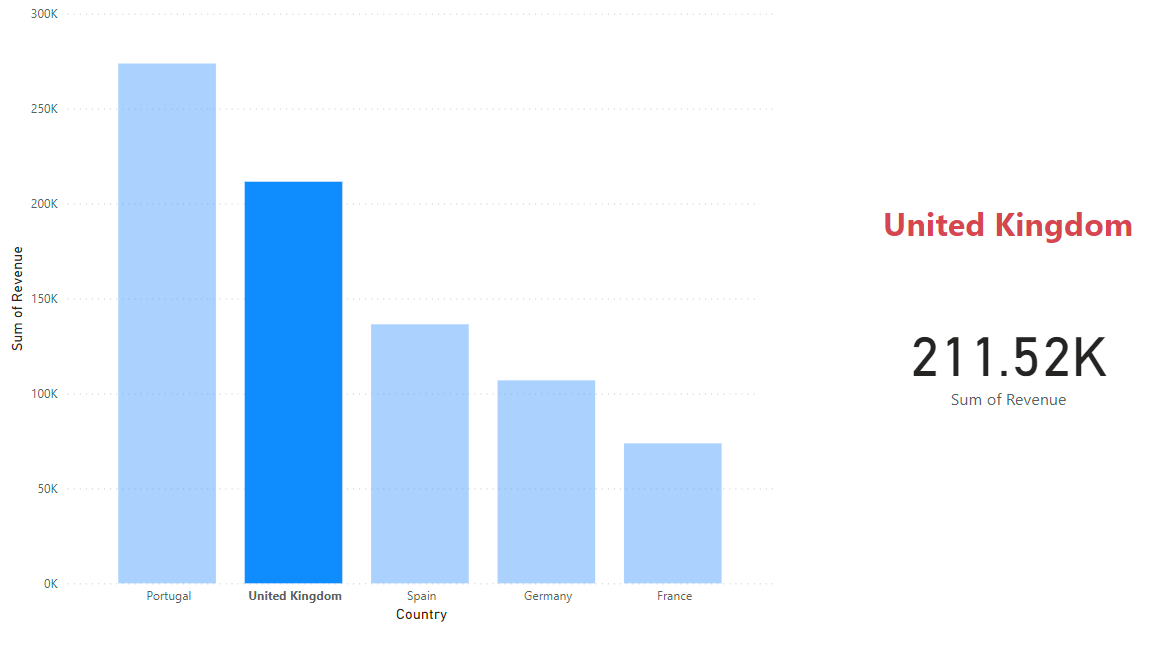 300K
250K
200K
150K
100K
50K
0K
Sum of Revenue
Portugal
United Kingdom
Spain
Germany
France
Country
United Kingdom
211.52K
Sum of Revenue